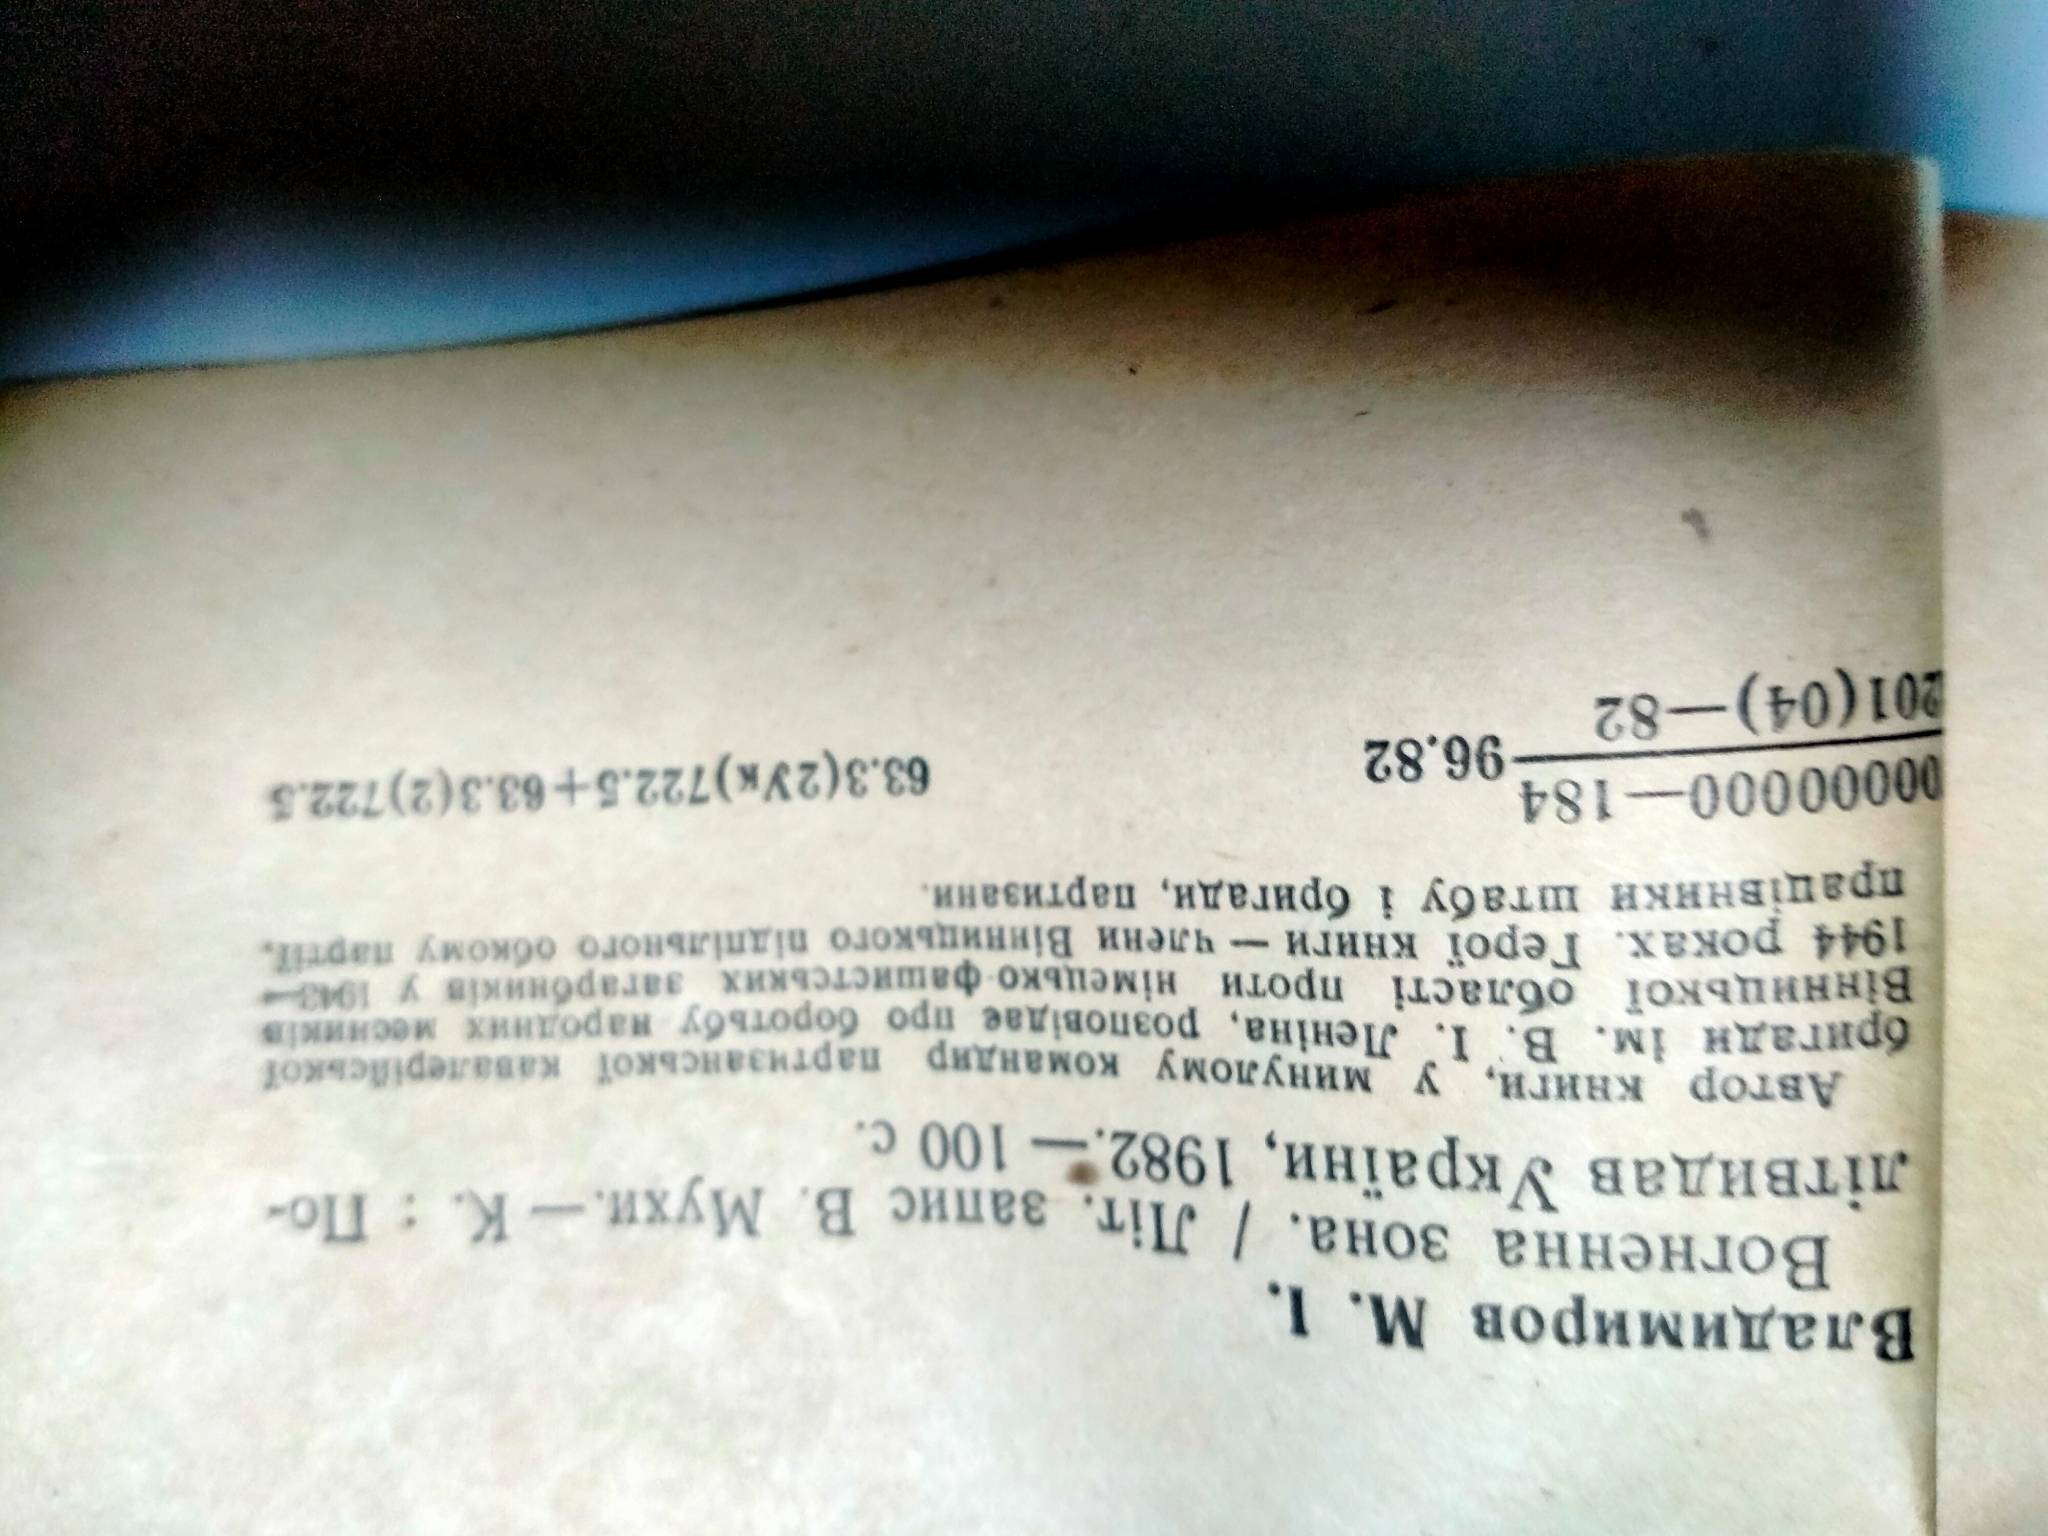 Владимиров М. І.
Вогненна зона. / Літ. запис В. Мухи.— К. : По-
літвидав України, 1982.— 100 с.
Автор книги, у минулому командир партизанської кавалерійської
бригади ім. В. І. Леніна, розповідає про боротьбу народних месників
Вінницької області проти німецько-фашистських загарбників у 1943—
1944 роках. Герої книги — члени Вінницького підпільного обкому партії,
працівники штабу і бригади, партизани.
0000000—184
201(04)—82 96.82 63.3(2Ук)722.5+63.3(2)722.5